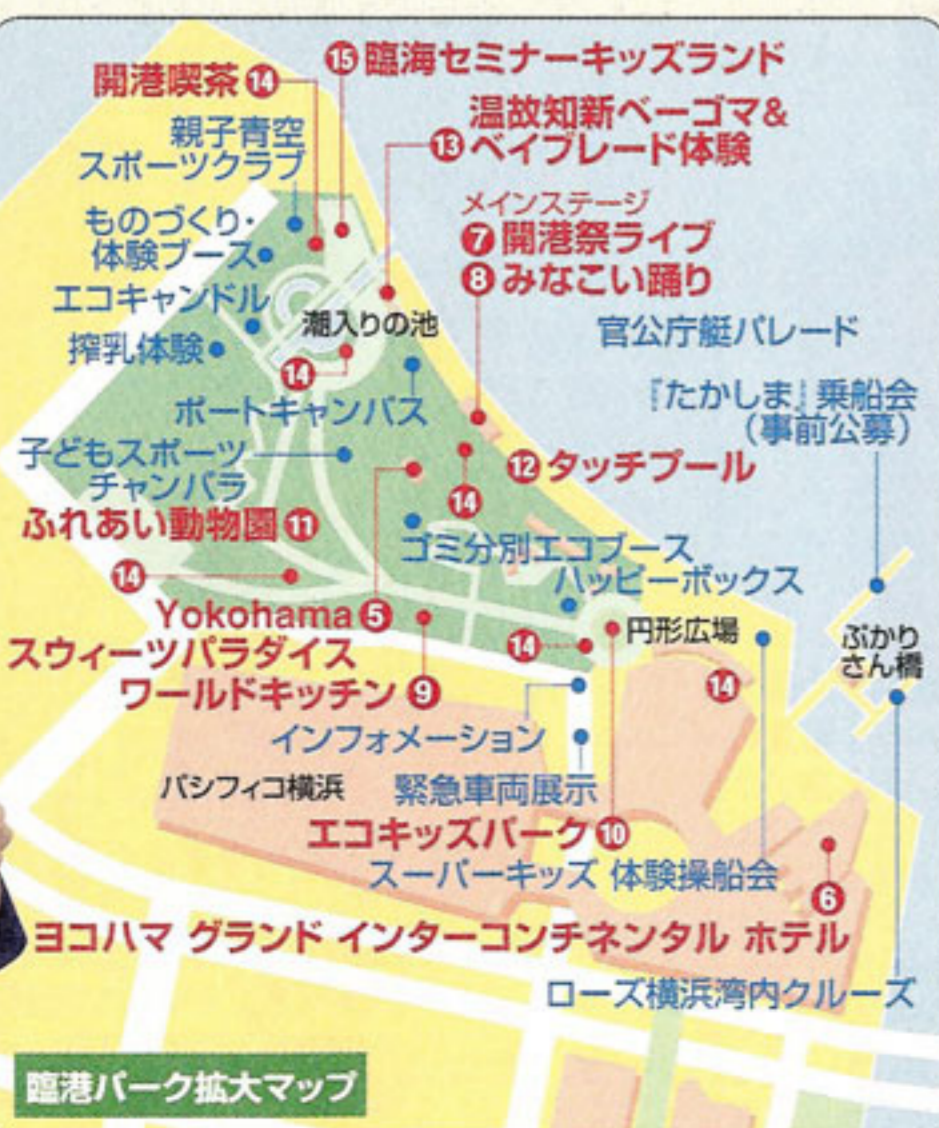 ⑮臨海セミナーキッズランド
開港喫茶⑭
温故知新ベーゴマ&
⑬ベイブレード体験
親子青空
スポーツクラブ
メインステージ
⑦開港祭ライブ
⑧みなこい踊り
ものづくり・
体験ブース
エコキャンドル
潮入りの池
搾乳体験
⑭
官公庁艇パレード
『たかしま』乗船会
(事前公募)
ポートキャンバス
子どもスポーツ
チャンバラ
⑫タッチプール
⑭
ふれあい動物園⑪
ゴミ分別エコブース
ハッピーボックス
⑭
Yokohama⑤
スウィーツパラダイス
⑭
円形広場
ぷかり
さん橋
ワールドキッチン⑨
⑭
インフォメーション
パシフィコ横浜
緊急車両展示
エコキッズパーク⑩
スーパーキッズ 体験操船会
⑥
ヨコハマ グランド インターコンチネンタル ホテル
ローズ横浜湾内クルーズ
臨港パーク拡大マップ